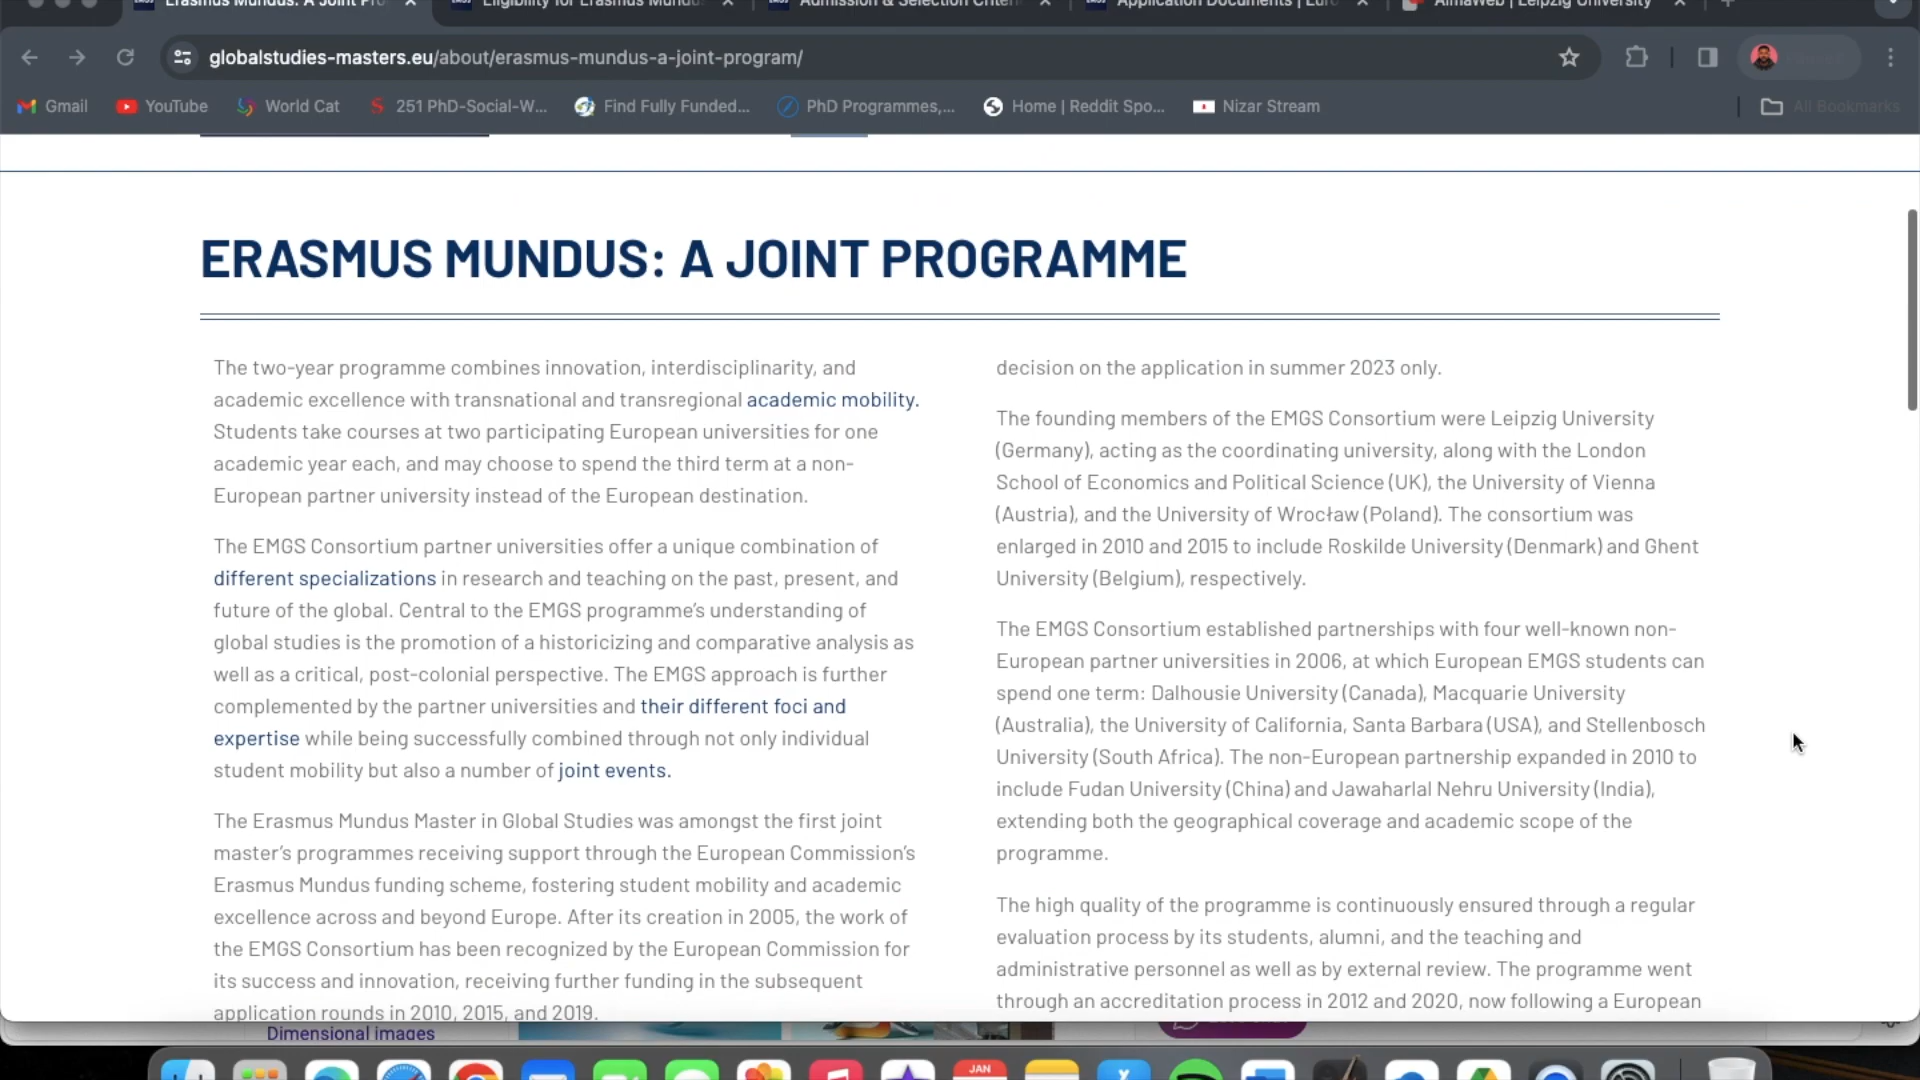 Erasmus Mundus: A Joint Pro
Eligibility for Erasmus Mundu
Admission & Selection Criteri
Application Documents | Eur
AlmaWeb | Leipzig University
globalstudies-masters.eu/about/erasmus-mundus-a-joint-program/
Gmail
YouTube
World Cat
251 PhD-Social-W...
Find Fully Funded...
PhD Programmes,...
Home | Reddit Spo...
Nizar Stream
All Bookmarks
ERASMUS MUNDUS: A JOINT PROGRAMME
The two-year programme combines innovation, interdisciplinarity, and
academic excellence with transnational and transregional academic mobility.
Students take courses at two participating European universities for one
academic year each, and may choose to spend the third term at a non-
European partner university instead of the European destination.
The EMGS Consortium partner universities offer a unique combination of
different specializations in research and teaching on the past, present, and
future of the global. Central to the EMGS programme's understanding of
global studies is the promotion of a historicizing and comparative analysis as
well as a critical, post-colonial perspective. The EMGS approach is further
complemented by the partner universities and their different foci and
expertise while being successfully combined through not only individual
student mobility but also a number of joint events.
The Erasmus Mundus Master in Global Studies was amongst the first joint
master's programmes receiving support through the European Commission's
Erasmus Mundus funding scheme, fostering student mobility and academic
excellence across and beyond Europe. After its creation in 2005, the work of
the EMGS Consortium has been recognized by the European Commission for
its success and innovation, receiving further funding in the subsequent
application rounds in 2010, 2015, and 2019.
decision on the application in summer 2023 only.
The founding members of the EMGS Consortium were Leipzig University
(Germany), acting as the coordinating university, along with the London
School of Economics and Political Science (UK), the University of Vienna
(Austria), and the University of Wrocław (Poland). The consortium was
enlarged in 2010 and 2015 to include Roskilde University (Denmark) and Ghent
University (Belgium), respectively.
The EMGS Consortium established partnerships with four well-known non-
European partner universities in 2006, at which European EMGS students can
spend one term: Dalhousie University (Canada), Macquarie University
(Australia), the University of California, Santa Barbara (USA), and Stellenbosch
University (South Africa). The non-European partnership expanded in 2010 to
include Fudan University (China) and Jawaharlal Nehru University (India),
extending both the geographical coverage and academic scope of the
programme.
The high quality of the programme is continuously ensured through a regular
evaluation process by its students, alumni, and the teaching and
administrative personnel as well as by external review. The programme went
through an accreditation process in 2012 and 2020, now following a European
Dimensional images
JAN